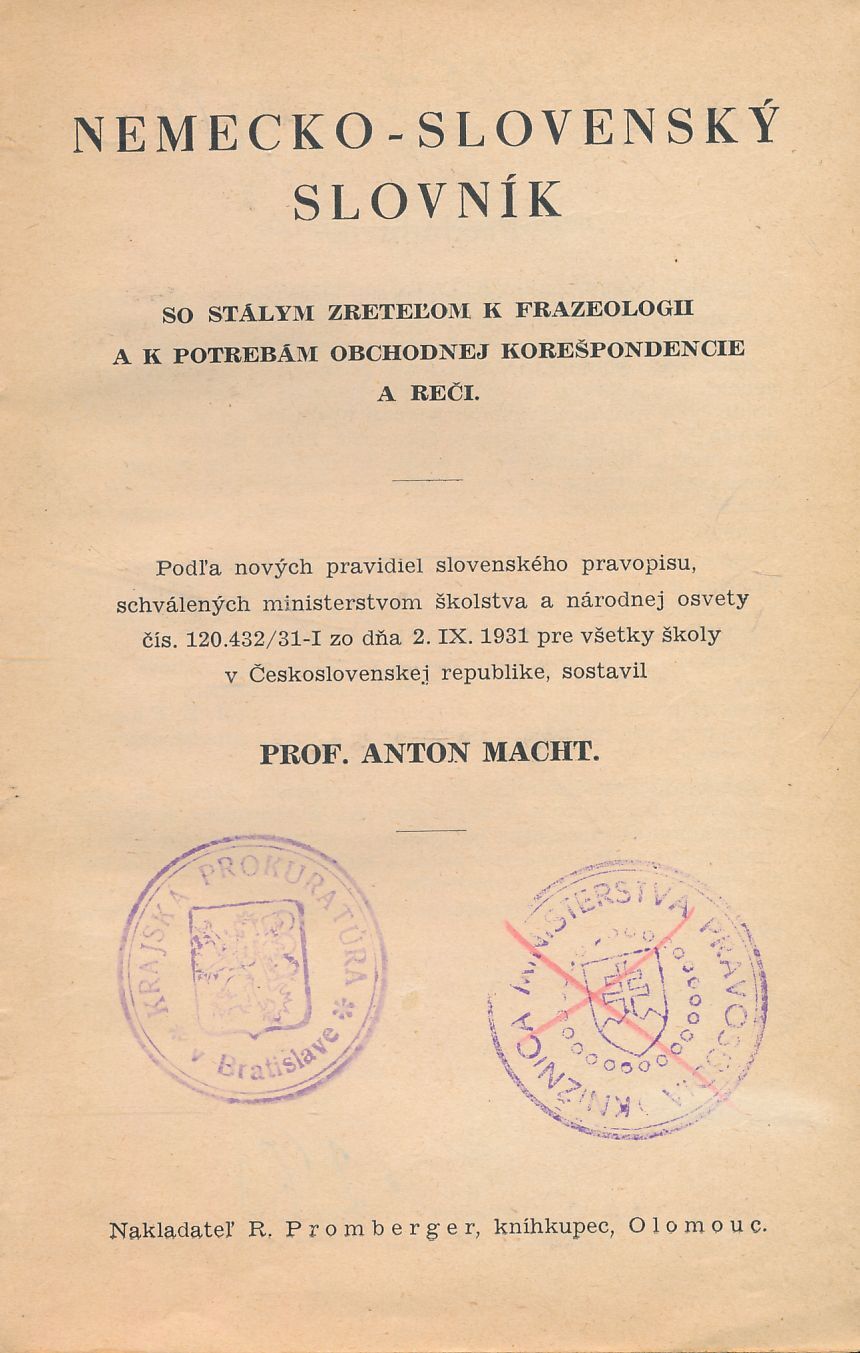 NEMECKO-SLOVENSKÝ
SLOVNÍK
SO STÁLYM ZRETEĽOM K FRAZEOLOGII
A K POTREBÁM OBCHODNEJ KOREŠPONDENCIE
A REČI.
Podľa nových pravidiel slovenského pravopisu,
schválených ministerstvom školstva a národnej osvety
čís. 120.432/31-I zo dňa 2. IX. 1931 pre všetky školy
v Československej republike, sostavil
PROF. ANTON MACHT.
KRAJSKÁ PROKURATÚRA
v Bratislave
KNIŽNICA MINISTERSTVA PRAVOSÚDIA
Nakladateľ R. Promberger, kníhkupec, Olomouc.